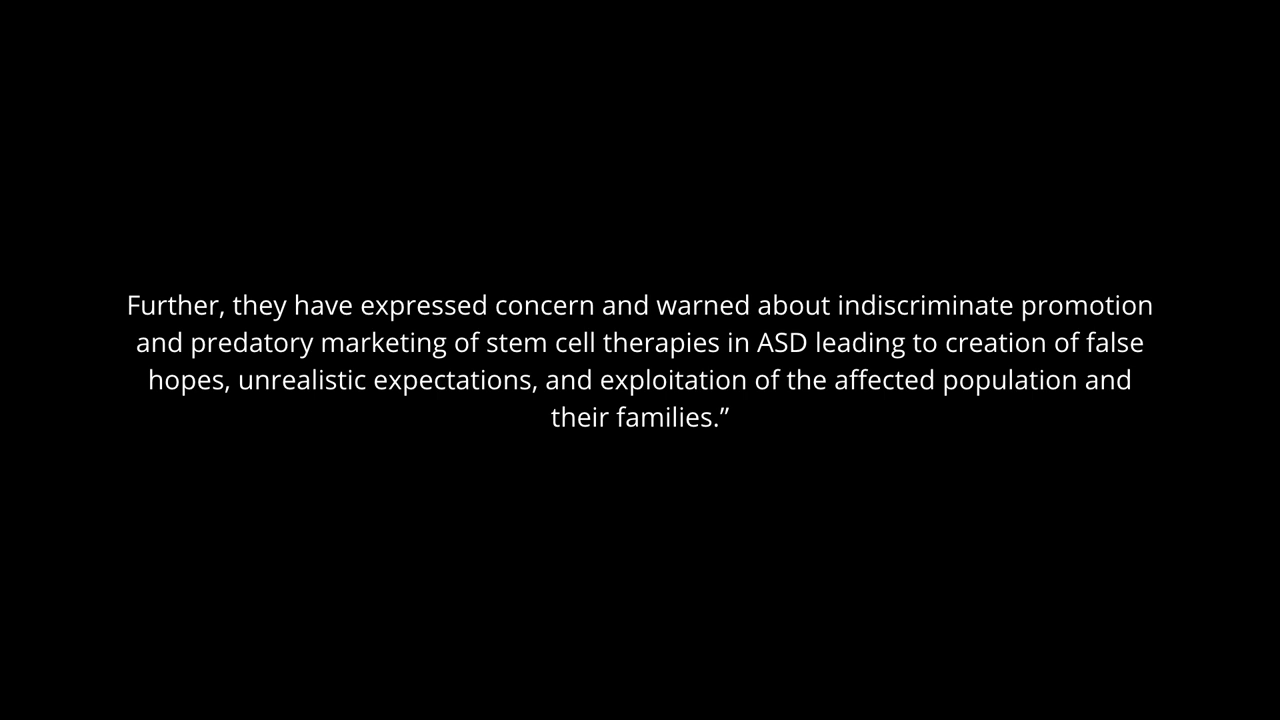 Further, they have expressed concern and warned about indiscriminate promotion
and predatory marketing of stem cell therapies in ASD leading to creation of false
hopes, unrealistic expectations, and exploitation of the affected population and
their families.”